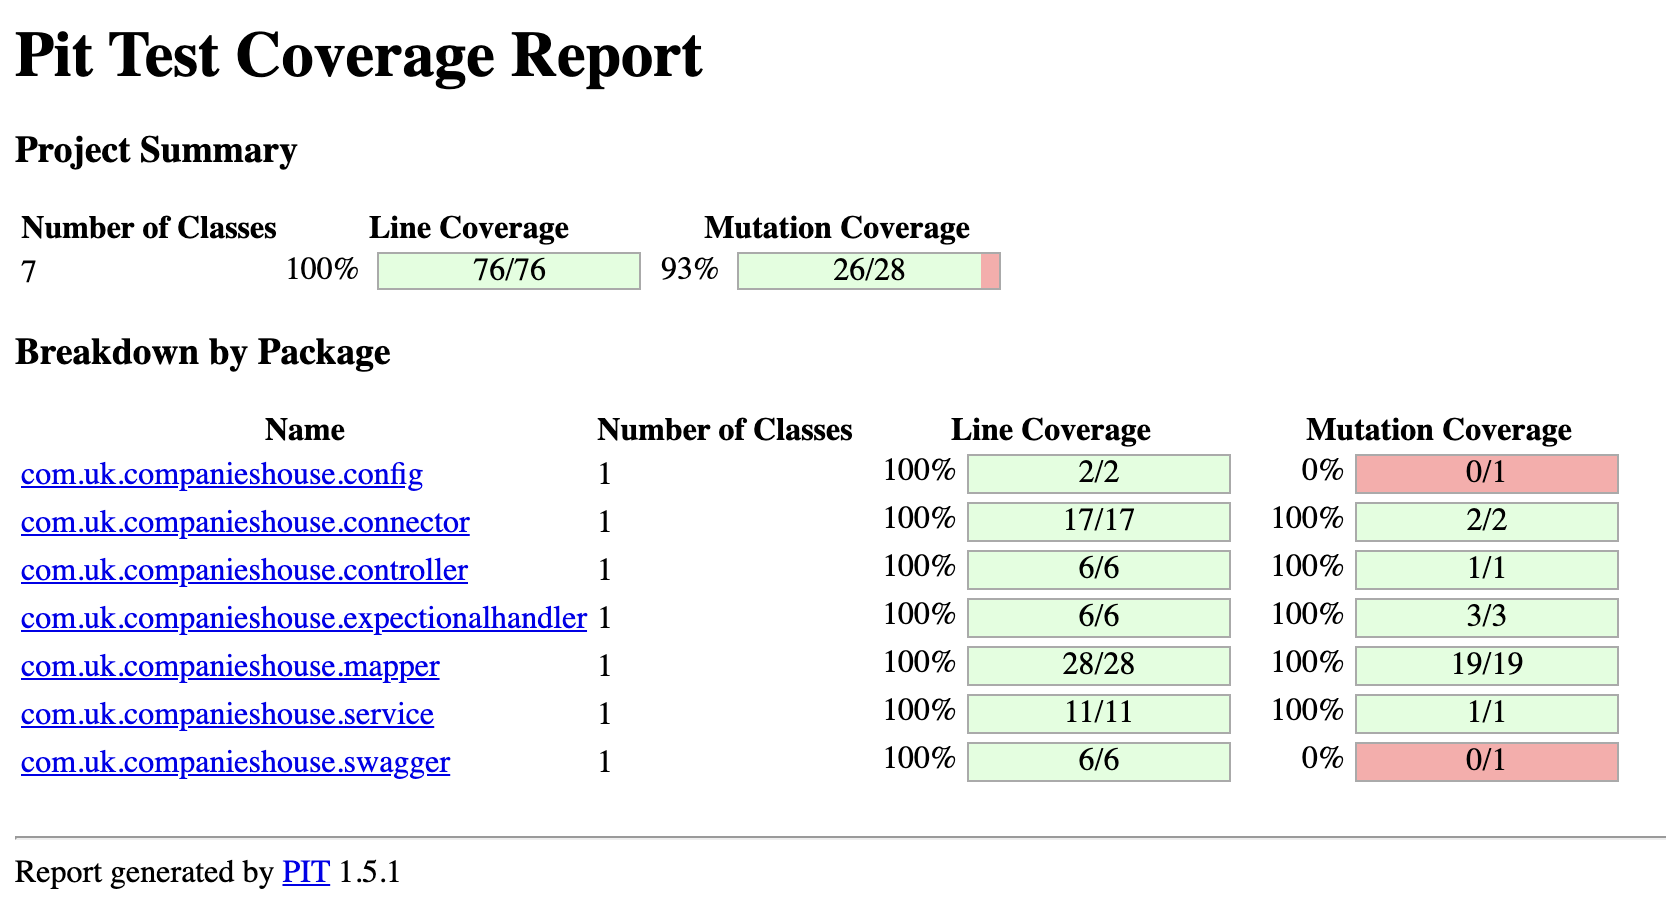 Pit Test Coverage Report
Project Summary
Number of Classes Line Coverage Mutation Coverage
7 100% 76/76 93% 26/28
Breakdown by Package
Name Number of Classes Line Coverage Mutation Coverage
com.uk.companieshouse.config 1 100% 2/2 0% 0/1
com.uk.companieshouse.connector 1 100% 17/17 100% 2/2
com.uk.companieshouse.controller 1 100% 6/6 100% 1/1
com.uk.companieshouse.expectionalhandler 1 100% 6/6 100% 3/3
com.uk.companieshouse.mapper 1 100% 28/28 100% 19/19
com.uk.companieshouse.service 1 100% 11/11 100% 1/1
com.uk.companieshouse.swagger 1 100% 6/6 0% 0/1
Report generated by PIT 1.5.1